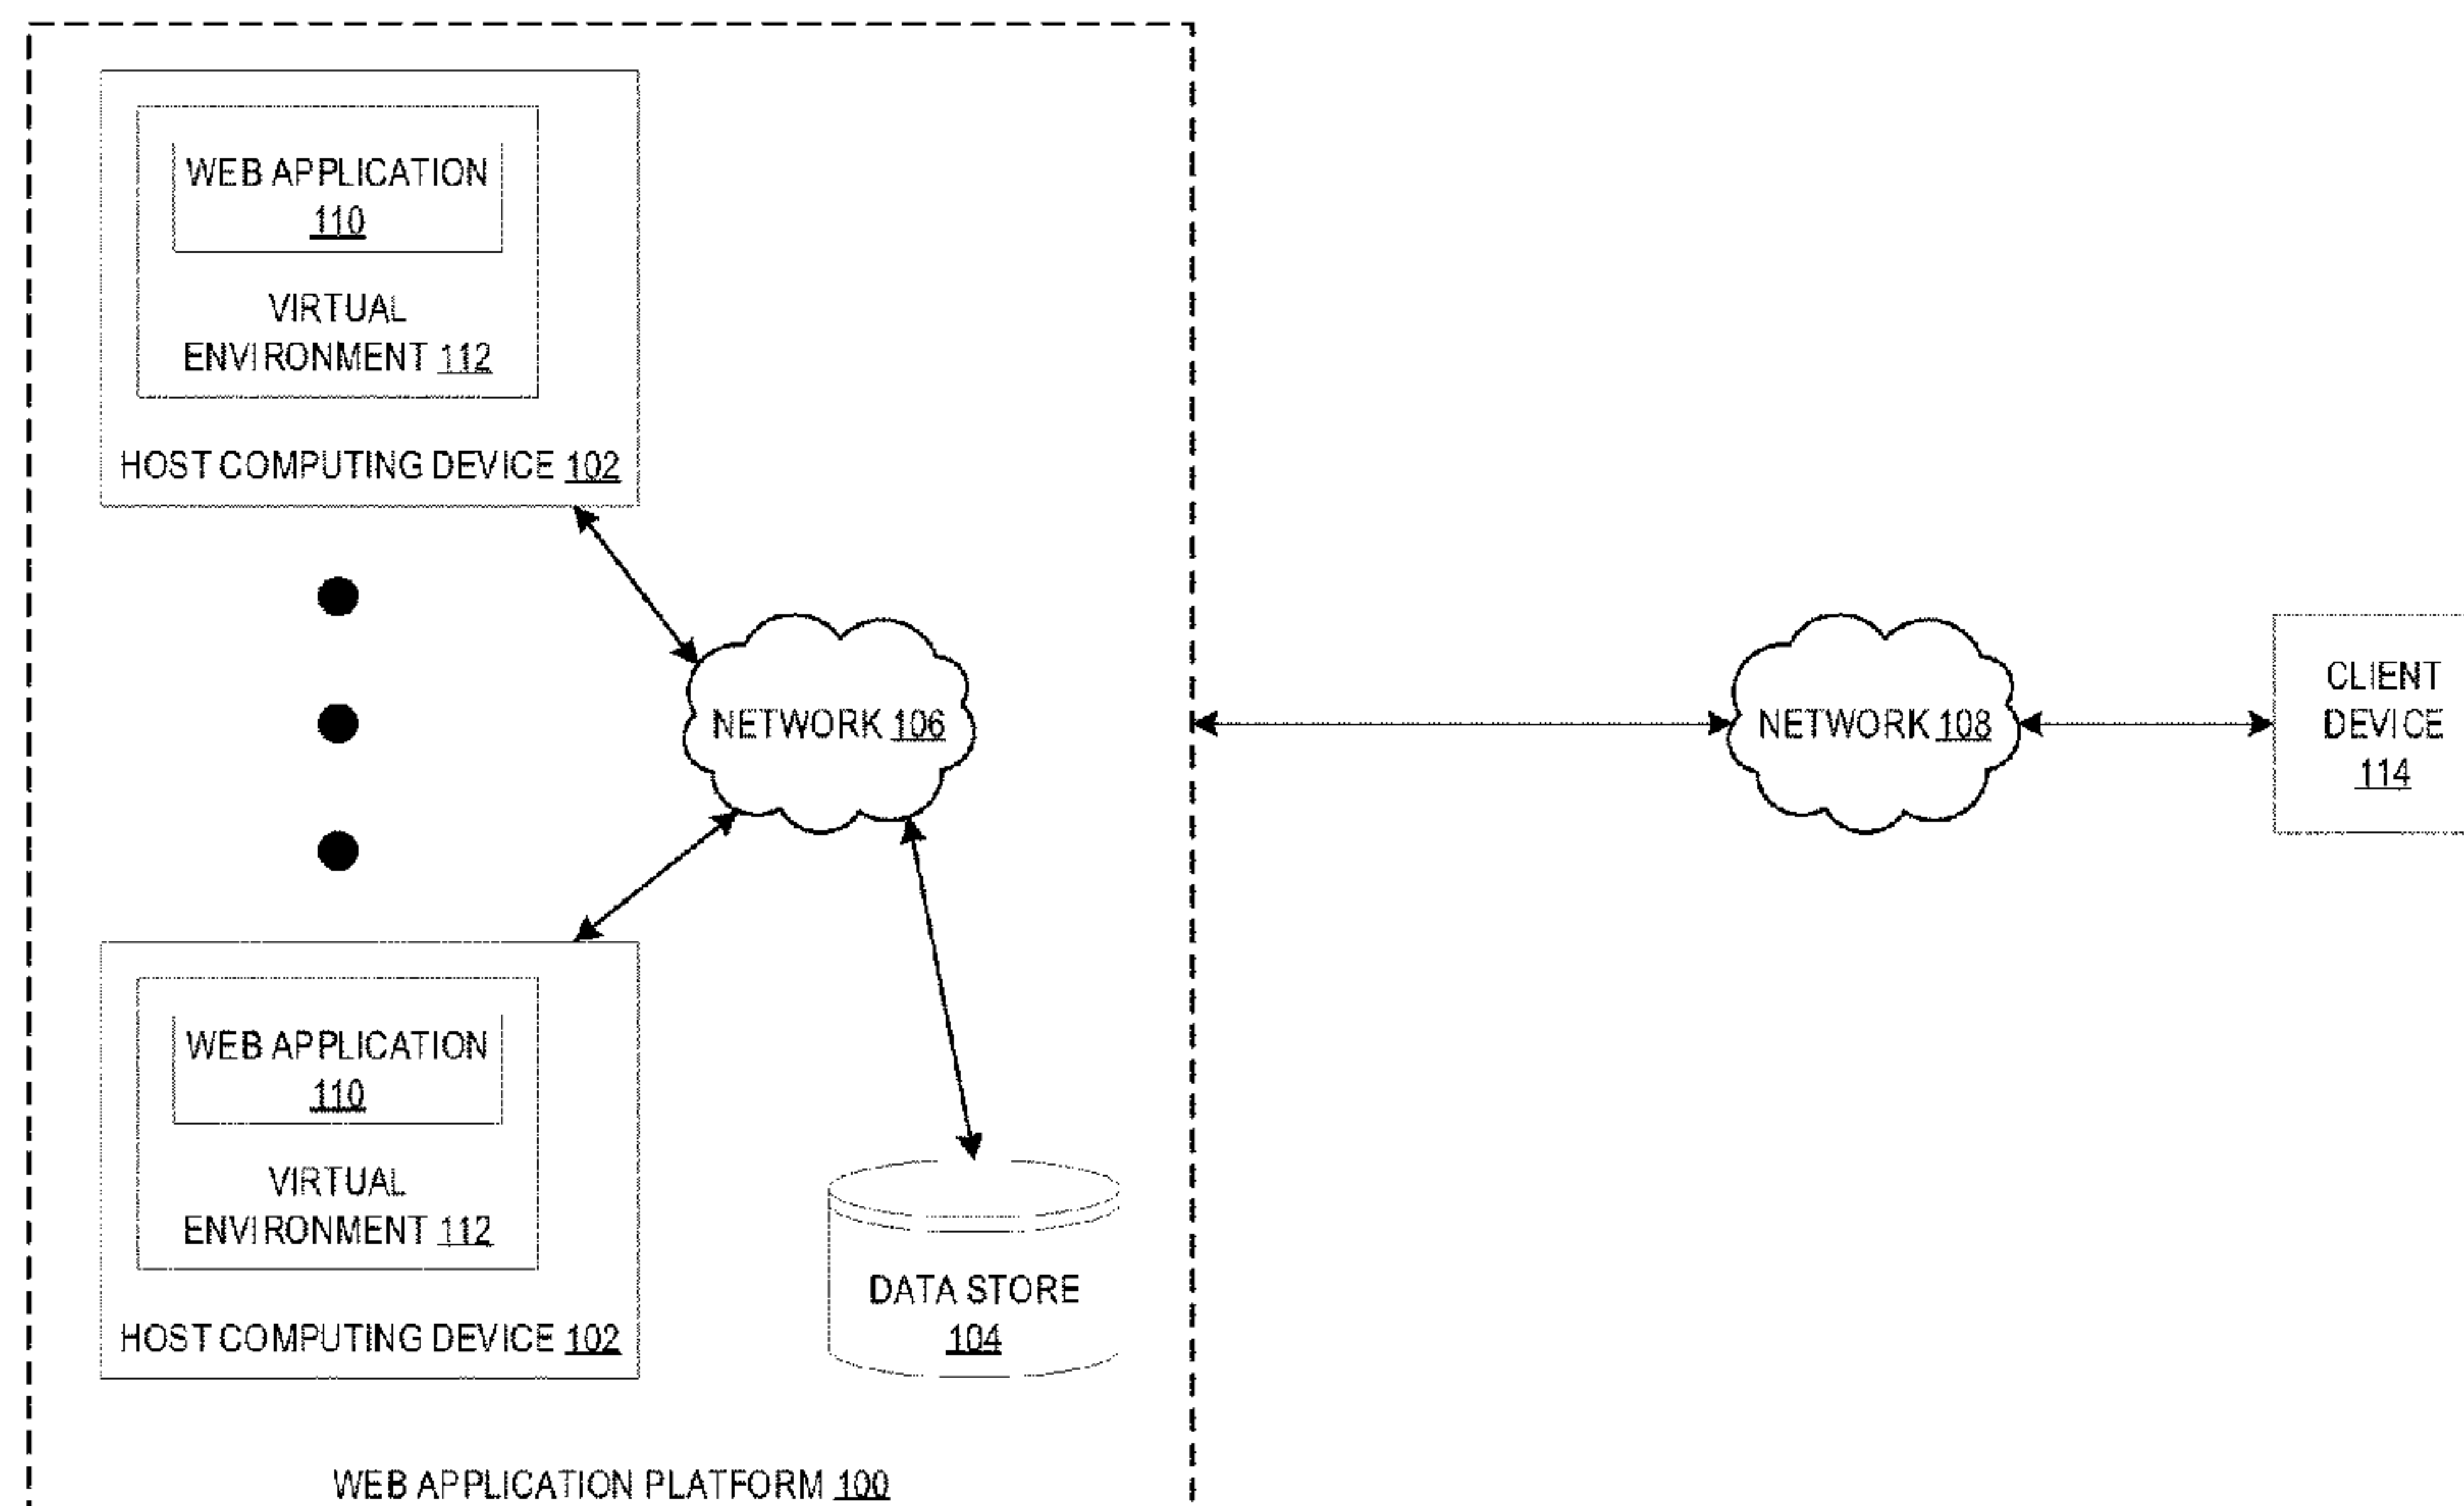 WEB APPLICATION
110
VIRTUAL
ENVIRONMENT 112
HOST COMPUTING DEVICE 102
NETWORK 106
NETWORK 108
CLIENT
DEVICE
114
WEB APPLICATION
110
VIRTUAL
ENVIRONMENT 112
HOST COMPUTING DEVICE 102
DATA STORE
104
WEB APPLICATION PLATFORM 100